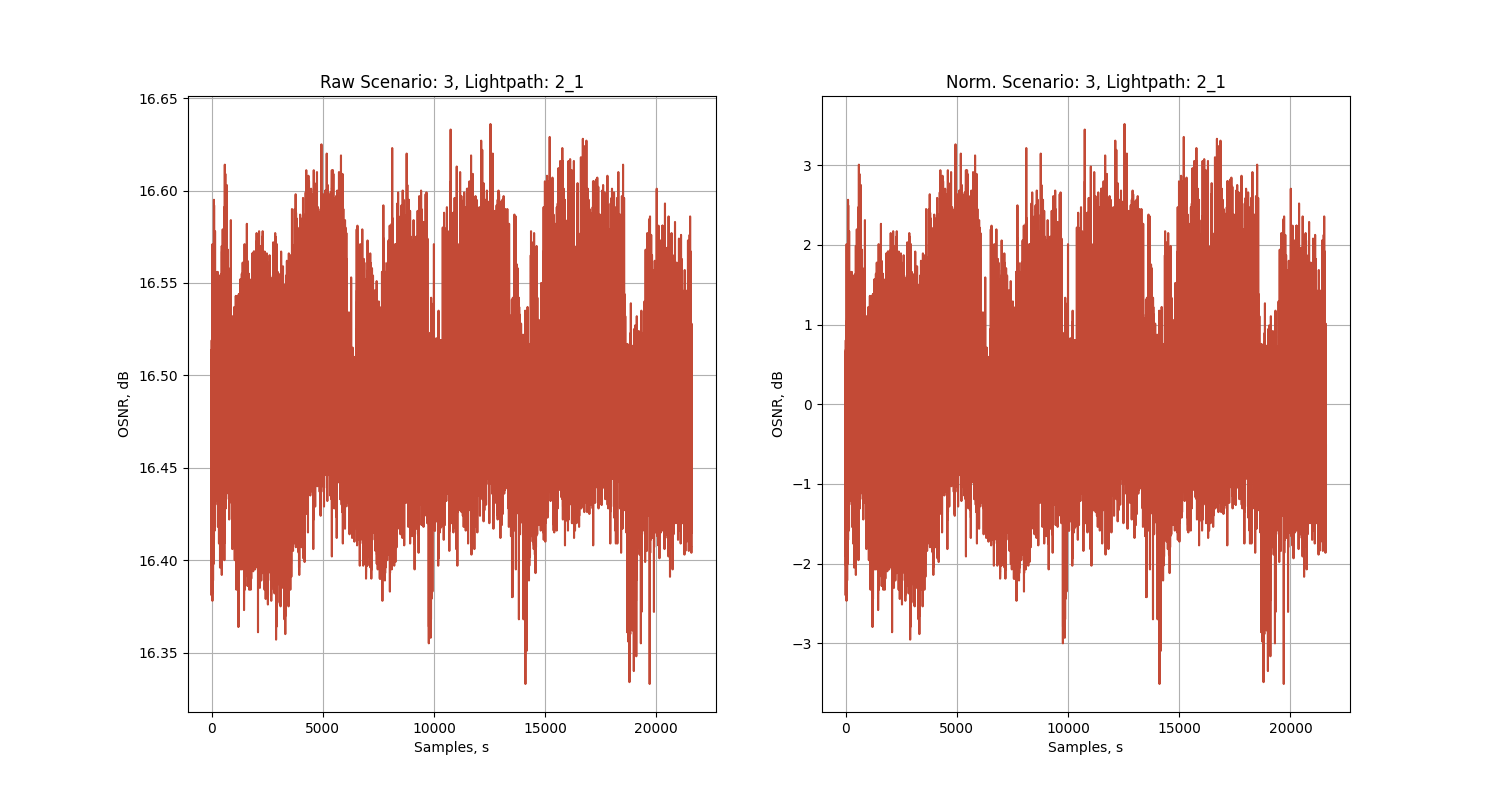 Raw Scenario: 3, Lightpath: 2_1
16.65
16.60
16.55
16.50
16.45
16.40
16.35
OSNR, dB
0 5000 10000 15000 20000
Samples, s
Norm. Scenario: 3, Lightpath: 2_1
3
2
1
0
−1
−2
−3
OSNR, dB
0 5000 10000 15000 20000
Samples, s